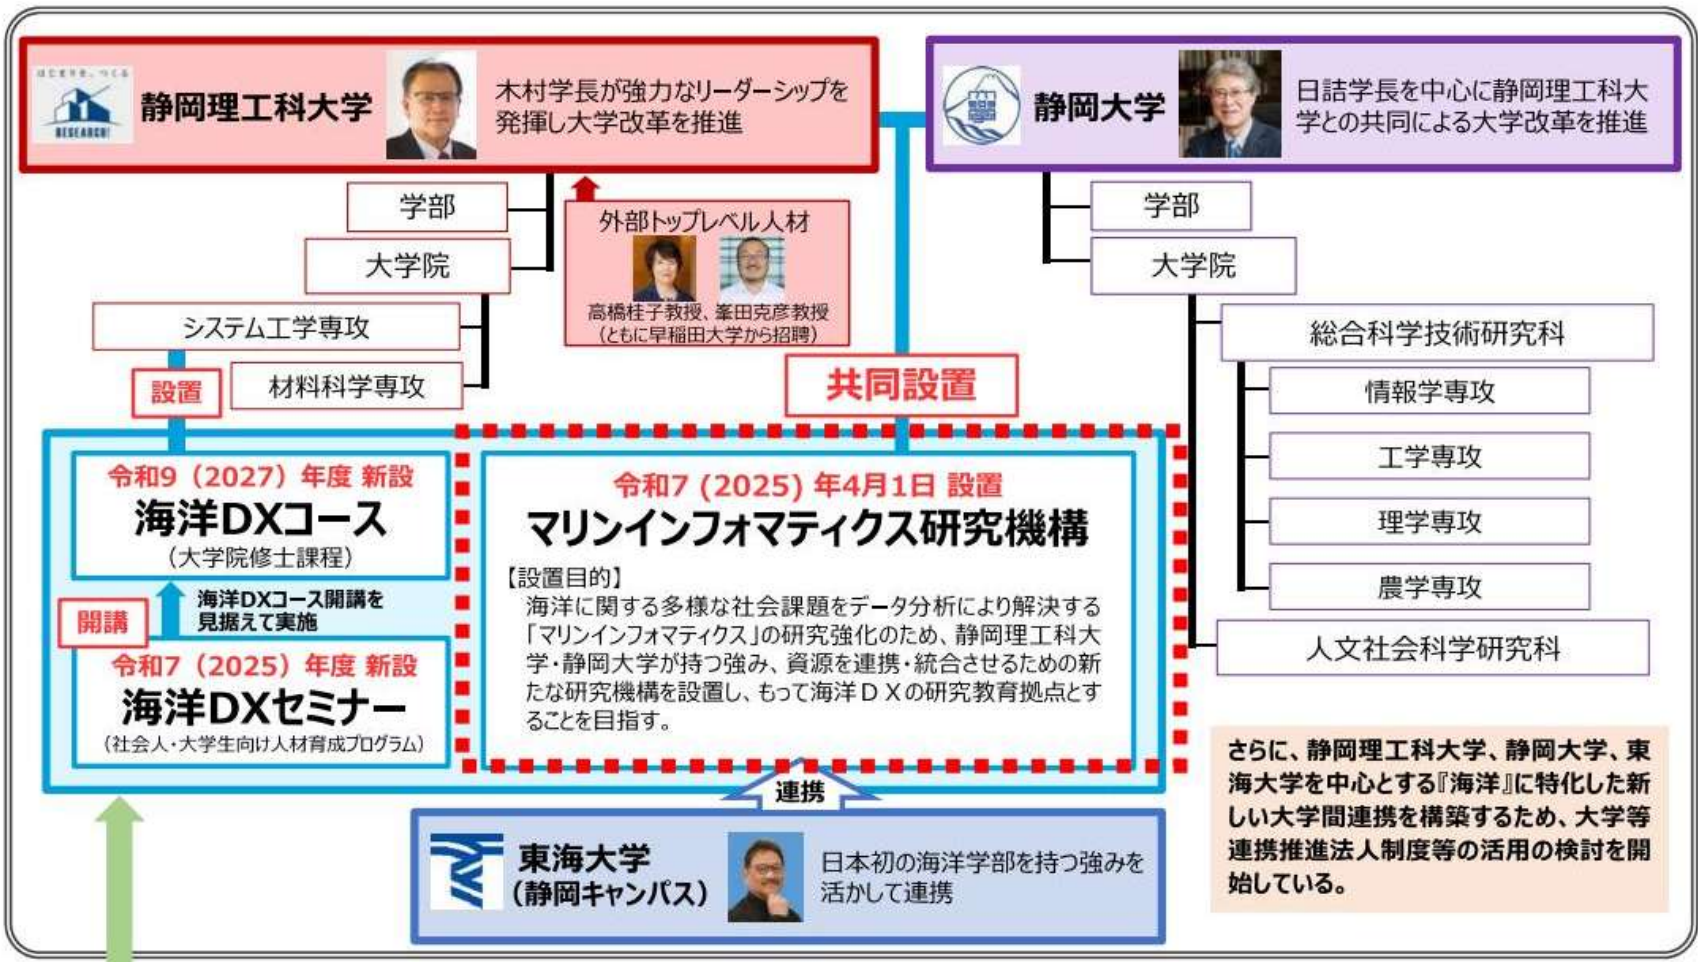 はじまりを、つくる
RESEARCH!
静岡理工科大学
木村学長が強力なリーダーシップを
発揮し大学改革を推進
静岡大学
日詰学長を中心に静岡理工科大
学との共同による大学改革を推進
学部
大学院
システム工学専攻
材料科学専攻
外部トップレベル人材
高橋桂子教授、峯田克彦教授
(ともに早稲田大学から招聘)
学部
大学院
総合科学技術研究科
情報学専攻
工学専攻
理学専攻
農学専攻
人文社会科学研究科
設置
共同設置
令和9(2027)年度 新設
海洋DXコース
(大学院修士課程)
開講
海洋DXコース開講を
見据えて実施
令和7(2025)年度 新設
海洋DXセミナー
(社会人・大学生向け人材育成プログラム)
令和7 (2025) 年4月1日 設置
マリンインフォマティクス研究機構
【設置目的】
海洋に関する多様な社会課題をデータ分析により解決する
「マリンインフォマティクス」の研究強化のため、静岡理工科大
学・静岡大学が持つ強み、資源を連携・統合させるための新
たな研究機構を設置し、もって海洋DXの研究教育拠点とす
ることを目指す。
連携
東海大学
(静岡キャンパス)
日本初の海洋学部を持つ強みを
活かして連携
さらに、静岡理工科大学、静岡大学、東
海大学を中心とする『海洋』に特化した新
しい大学間連携を構築するため、大学等
連携推進法人制度等の活用の検討を開
始している。